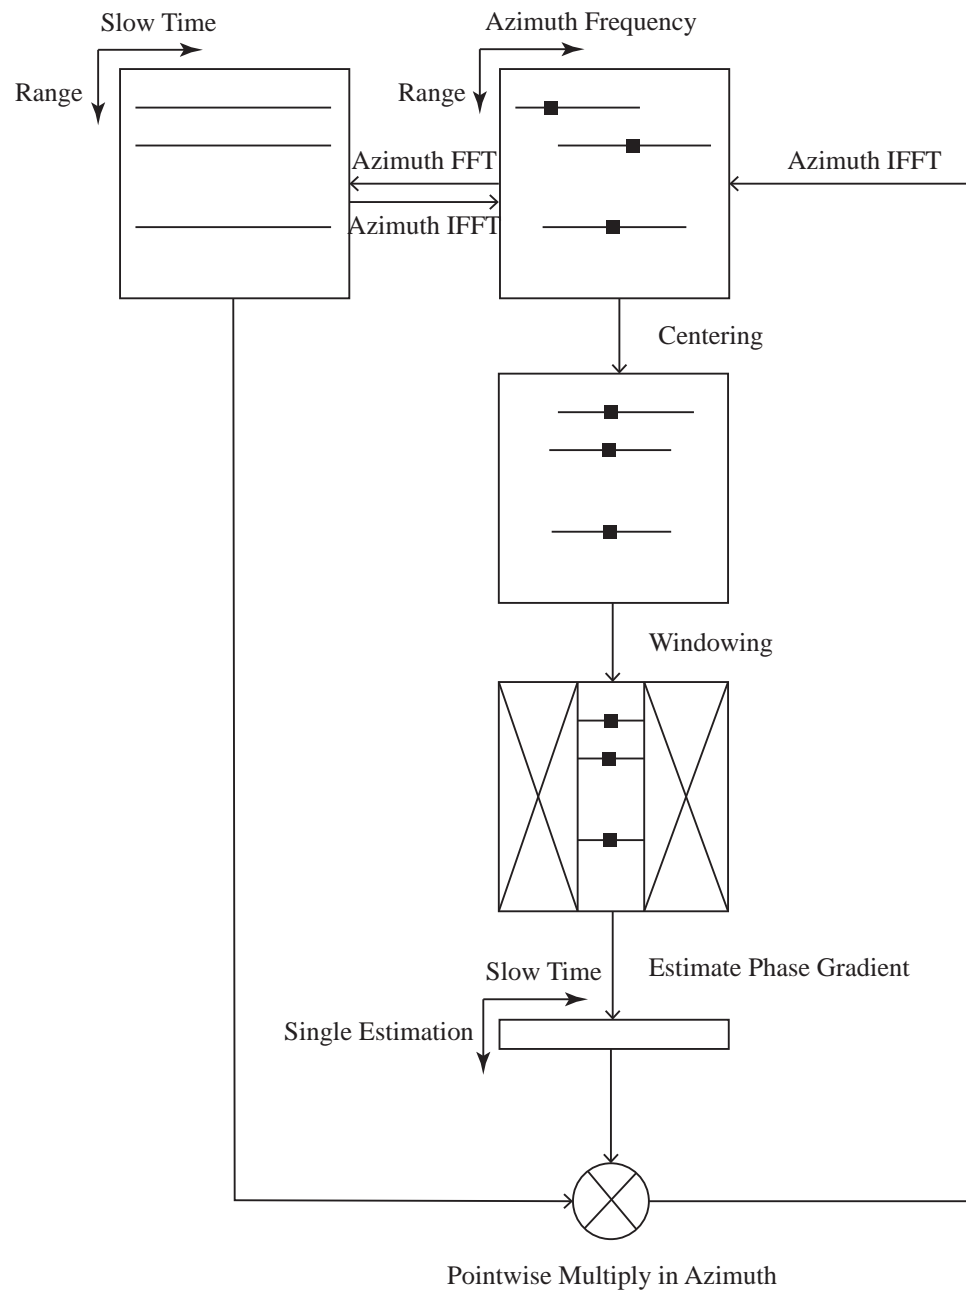 Slow Time
Azimuth Frequency
Range
Range
Azimuth FFT
Azimuth IFFT
Azimuth IFFT
Centering
Windowing
Estimate Phase Gradient
Slow Time
Single Estimation
Pointwise Multiply in Azimuth